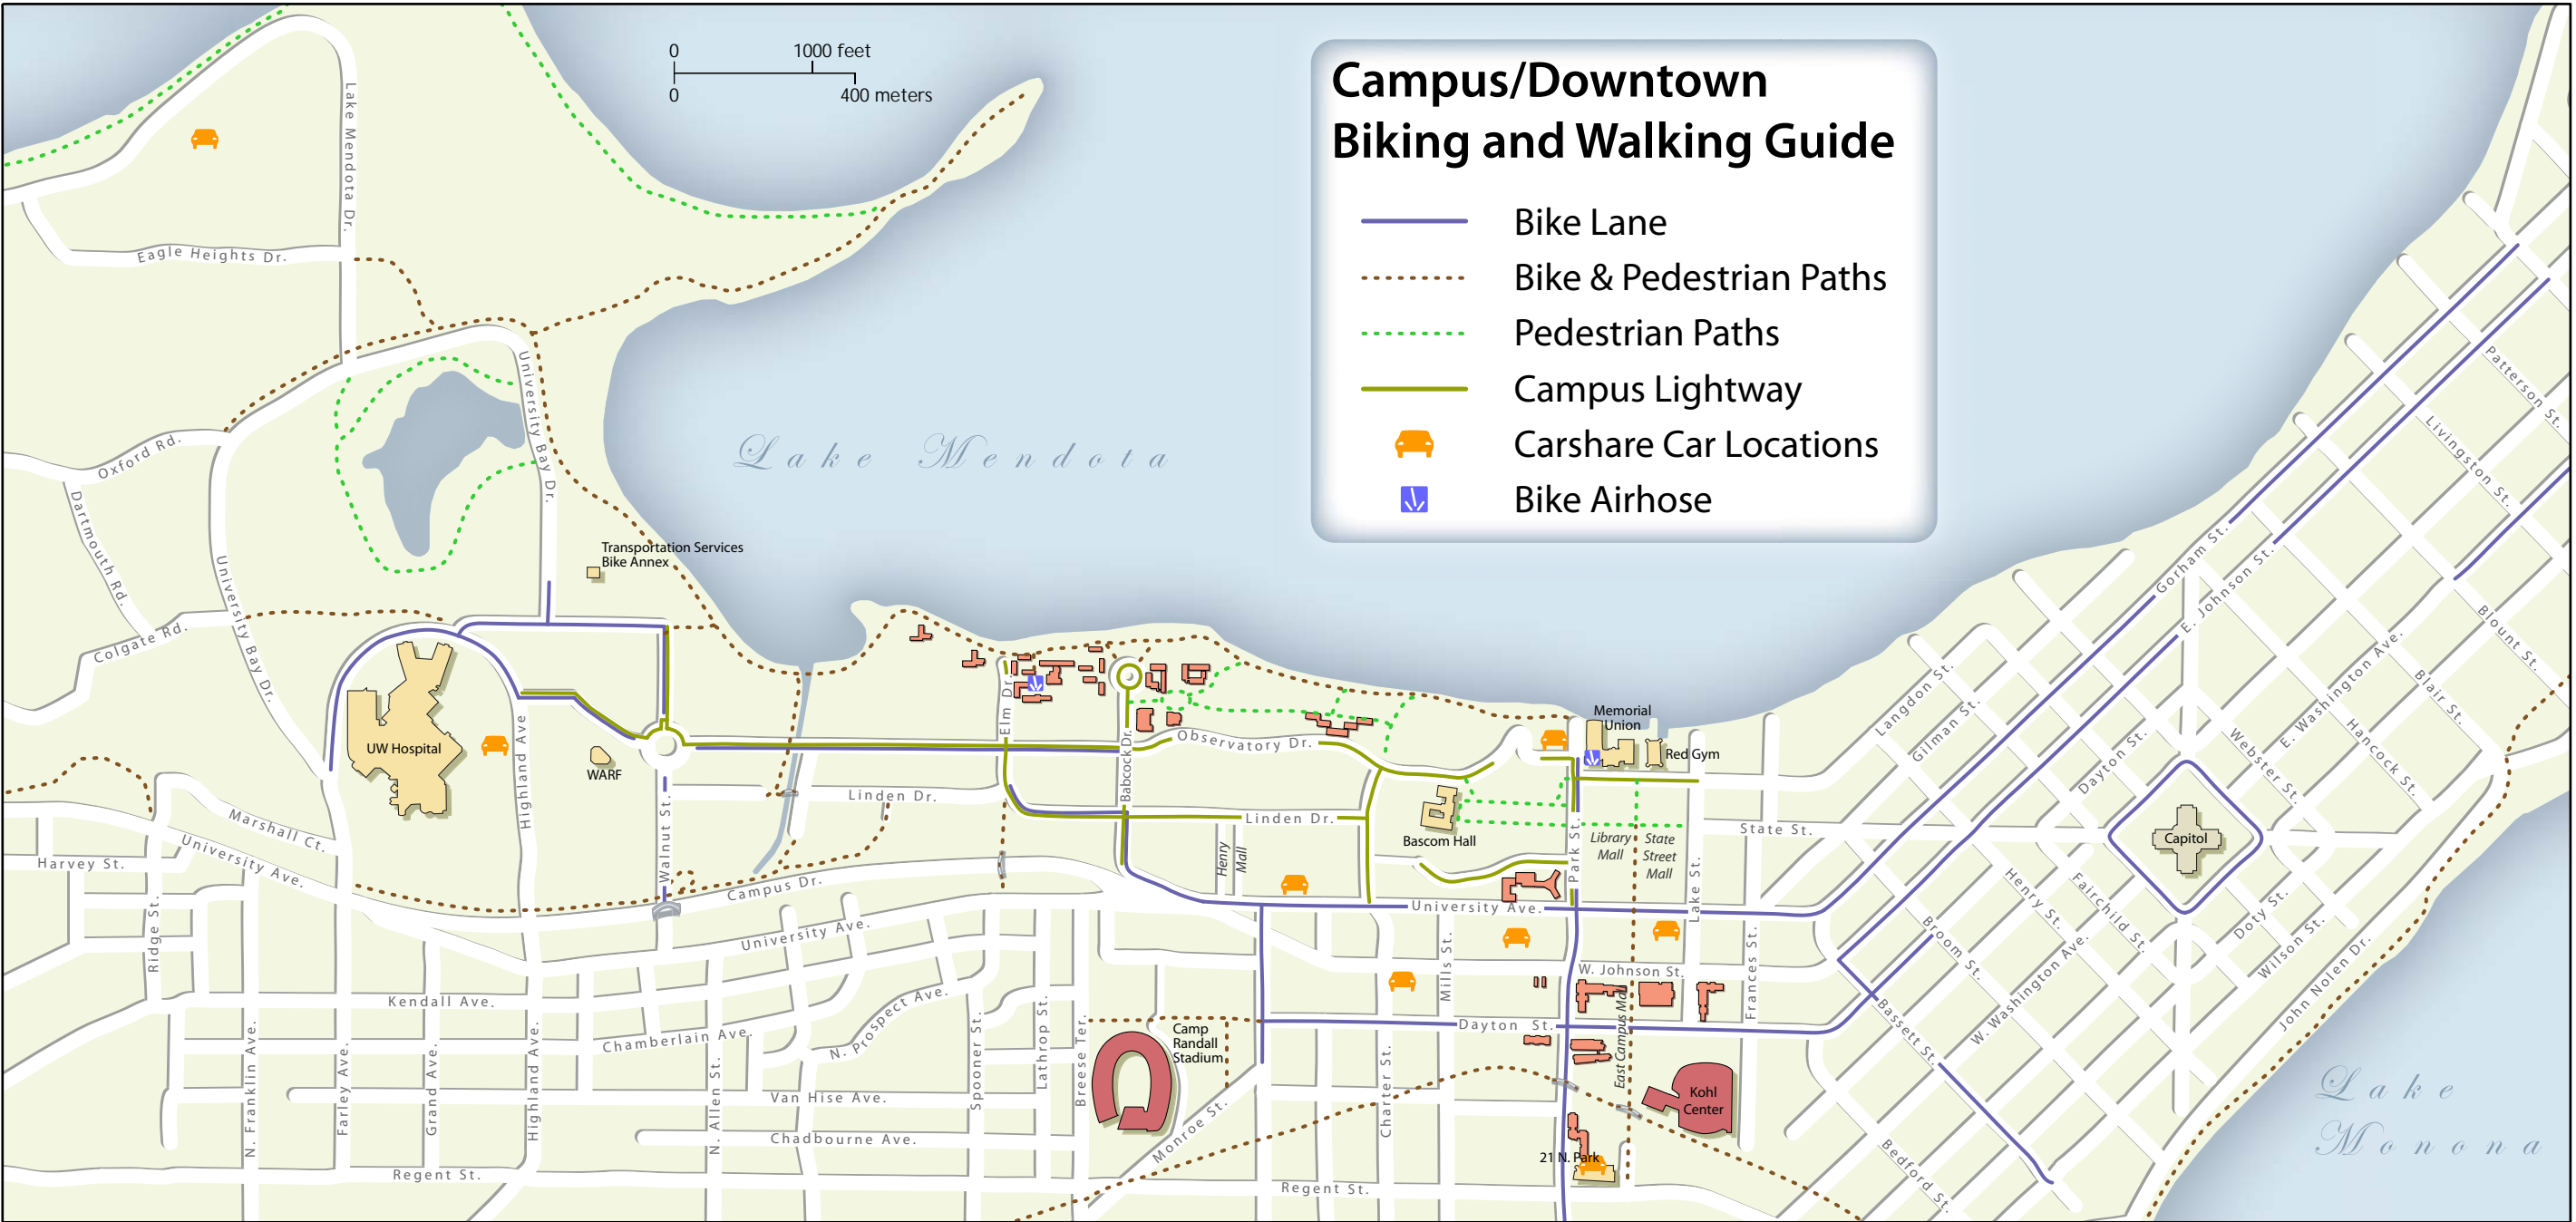 0
1000 feet
0
400 meters
Campus/Downtown
Biking and Walking Guide
Bike Lane
Bike & Pedestrian Paths
Pedestrian Paths
Campus Lightway
Carshare Car Locations
Bike Airhose
Lake Mendota Dr.
Eagle Heights Dr.
University Bay Dr.
Oxford Rd.
Dartmouth Rd.
University Bay Dr.
Colgate Rd.
Lake Mendota
Transportation Services
Bike Annex
UW Hospital
WARF
Highland Ave
Walnut St.
Linden Dr.
Elm Dr.
Babcock Dr.
Observatory Dr.
Linden Dr.
Henry
Mall
Bascom Hall
Memorial
Union
Red Gym
Library
Mall
State
Street
Mall
Park St.
Lake St.
State St.
Langdon St.
Gilman St.
Gorham St.
E. Johnson St.
Dayton St.
Webster St.
E. Washington Ave.
Hancock St.
Blair St.
Blount St.
Livingston St.
Patterson St.
Capitol
Marshall Ct.
University Ave.
Harvey St.
Ridge St.
Campus Dr.
University Ave.
University Ave.
Kendall Ave.
Chamberlain Ave.
N. Prospect Ave.
Van Hise Ave.
Chadbourne Ave.
Regent St.
N. Franklin Ave.
Farley Ave.
Grand Ave.
Highland Ave.
N. Allen St.
Spooner St.
Lathrop St.
Breese Ter.
Camp
Randall
Stadium
Monroe St.
Regent St.
Charter St.
Mills St.
W. Johnson St.
Dayton St.
East Campus Mall
Frances St.
Kohl
Center
21 N. Park
Bassett St.
Bedford St.
Broom St.
W. Washington Ave.
Henry St.
Fairchild St.
Doty St.
Wilson St.
John Nolen Dr.
Lake
Monona